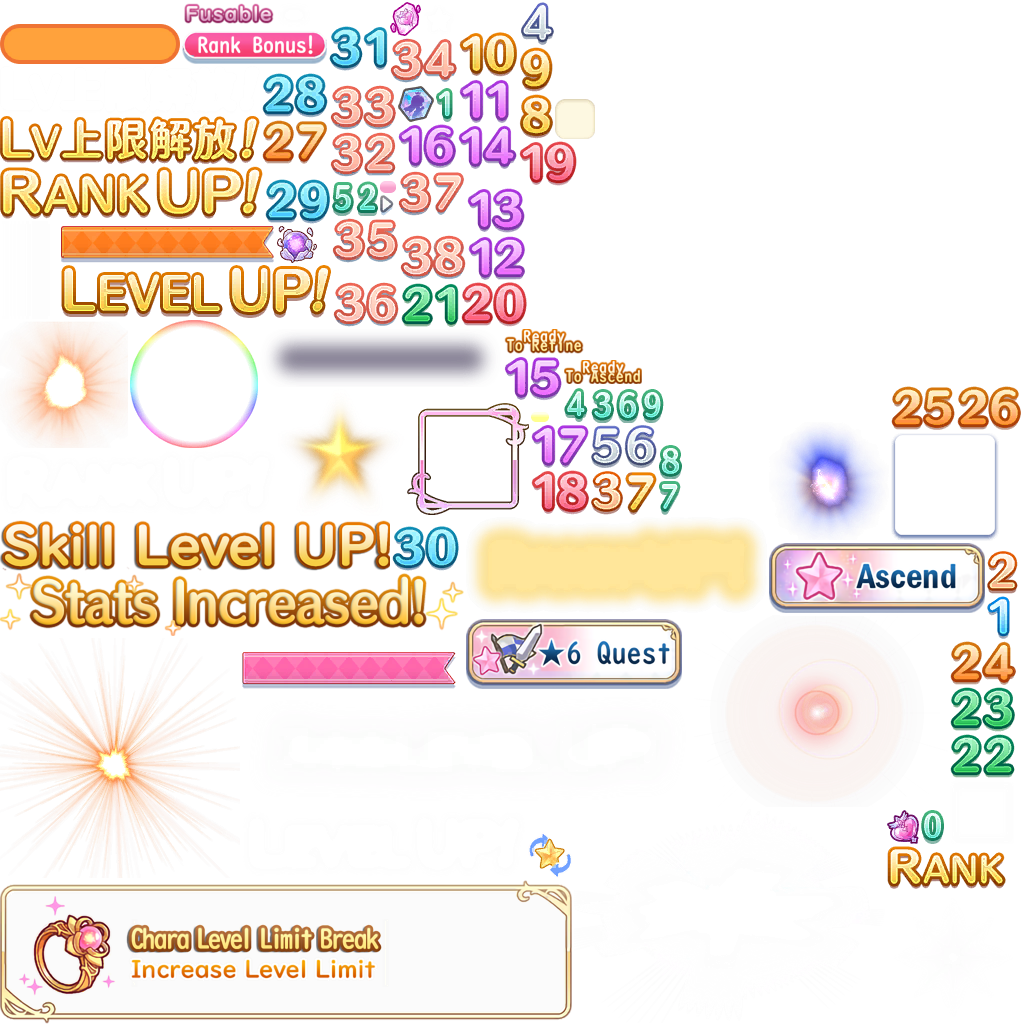 Fusable
Rank Bonus!
31
34
10
4
9
28
33
1
11
8
LV上限解放!
27
32
16
14
19
RANK UP!
29
52
37
13
35
38
12
LEVEL UP!
36
21
20
Ready
To Refine
15
Ready
To Ascend
4
3
6
9
25
26
17
5
6
8
18
3
7
7
Skill Level UP!
30
Ascend
2
Stats Increased!
1
★6 Quest
24
23
22
0
RANK
Chara Level Limit Break
Increase Level Limit